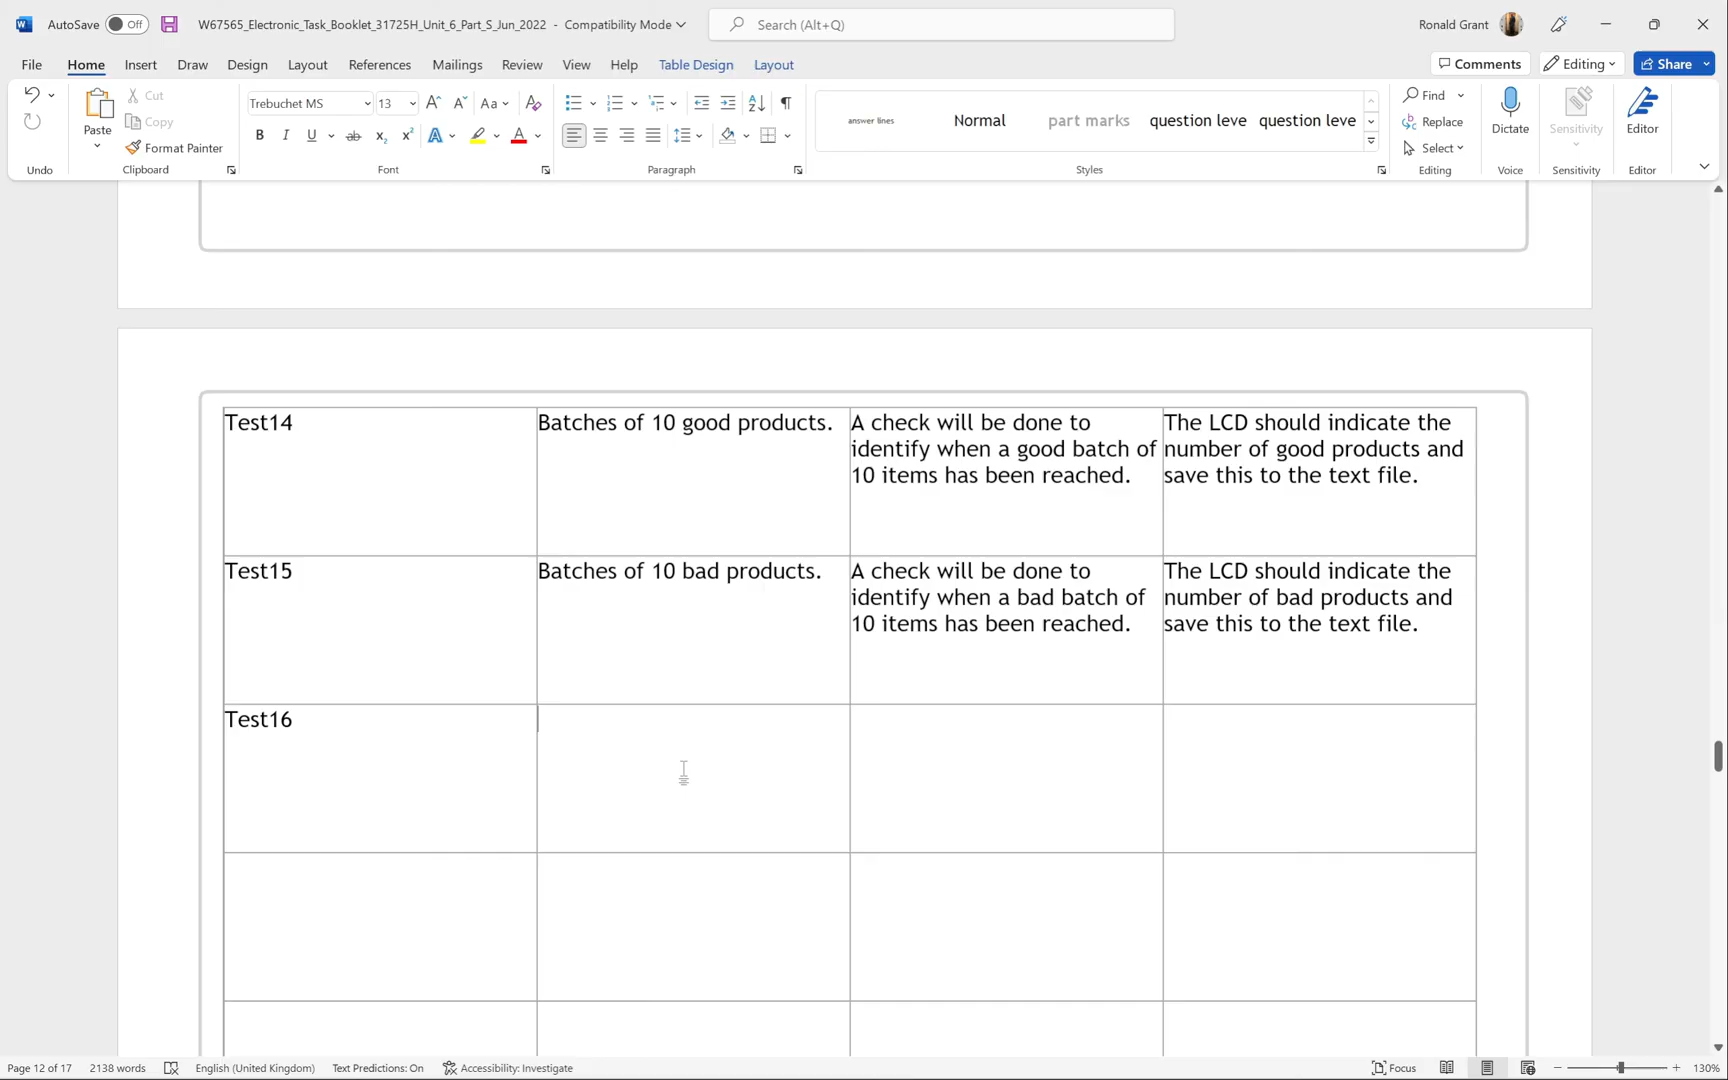 AutoSave Off W67565_Electronic_Task_Booklet_31725H_Unit_6_Part_S_Jun_2022 - Compatibility Mode Search (Alt+Q) Ronald Grant
File Home Insert Draw Design Layout References Mailings Review View Help Table Design Layout Comments Editing Share
Paste
Cut
Copy
Format Painter
Trebuchet MS 13 Aa
B I U ab x₂ x² A A
answer lines Normal part marks question leve question leve
Find
Replace
Select
Dictate Sensitivity Editor
Undo Clipboard Font Paragraph Styles Editing Voice Sensitivity Editor
Test14
Batches of 10 good products.
A check will be done to
identify when a good batch of
10 items has been reached.
The LCD should indicate the
number of good products and
save this to the text file.
Test15
Batches of 10 bad products.
A check will be done to
identify when a bad batch of
10 items has been reached.
The LCD should indicate the
number of bad products and
save this to the text file.
Test16
Page 12 of 17 2138 words English (United Kingdom) Text Predictions: On Accessibility: Investigate Focus 130%